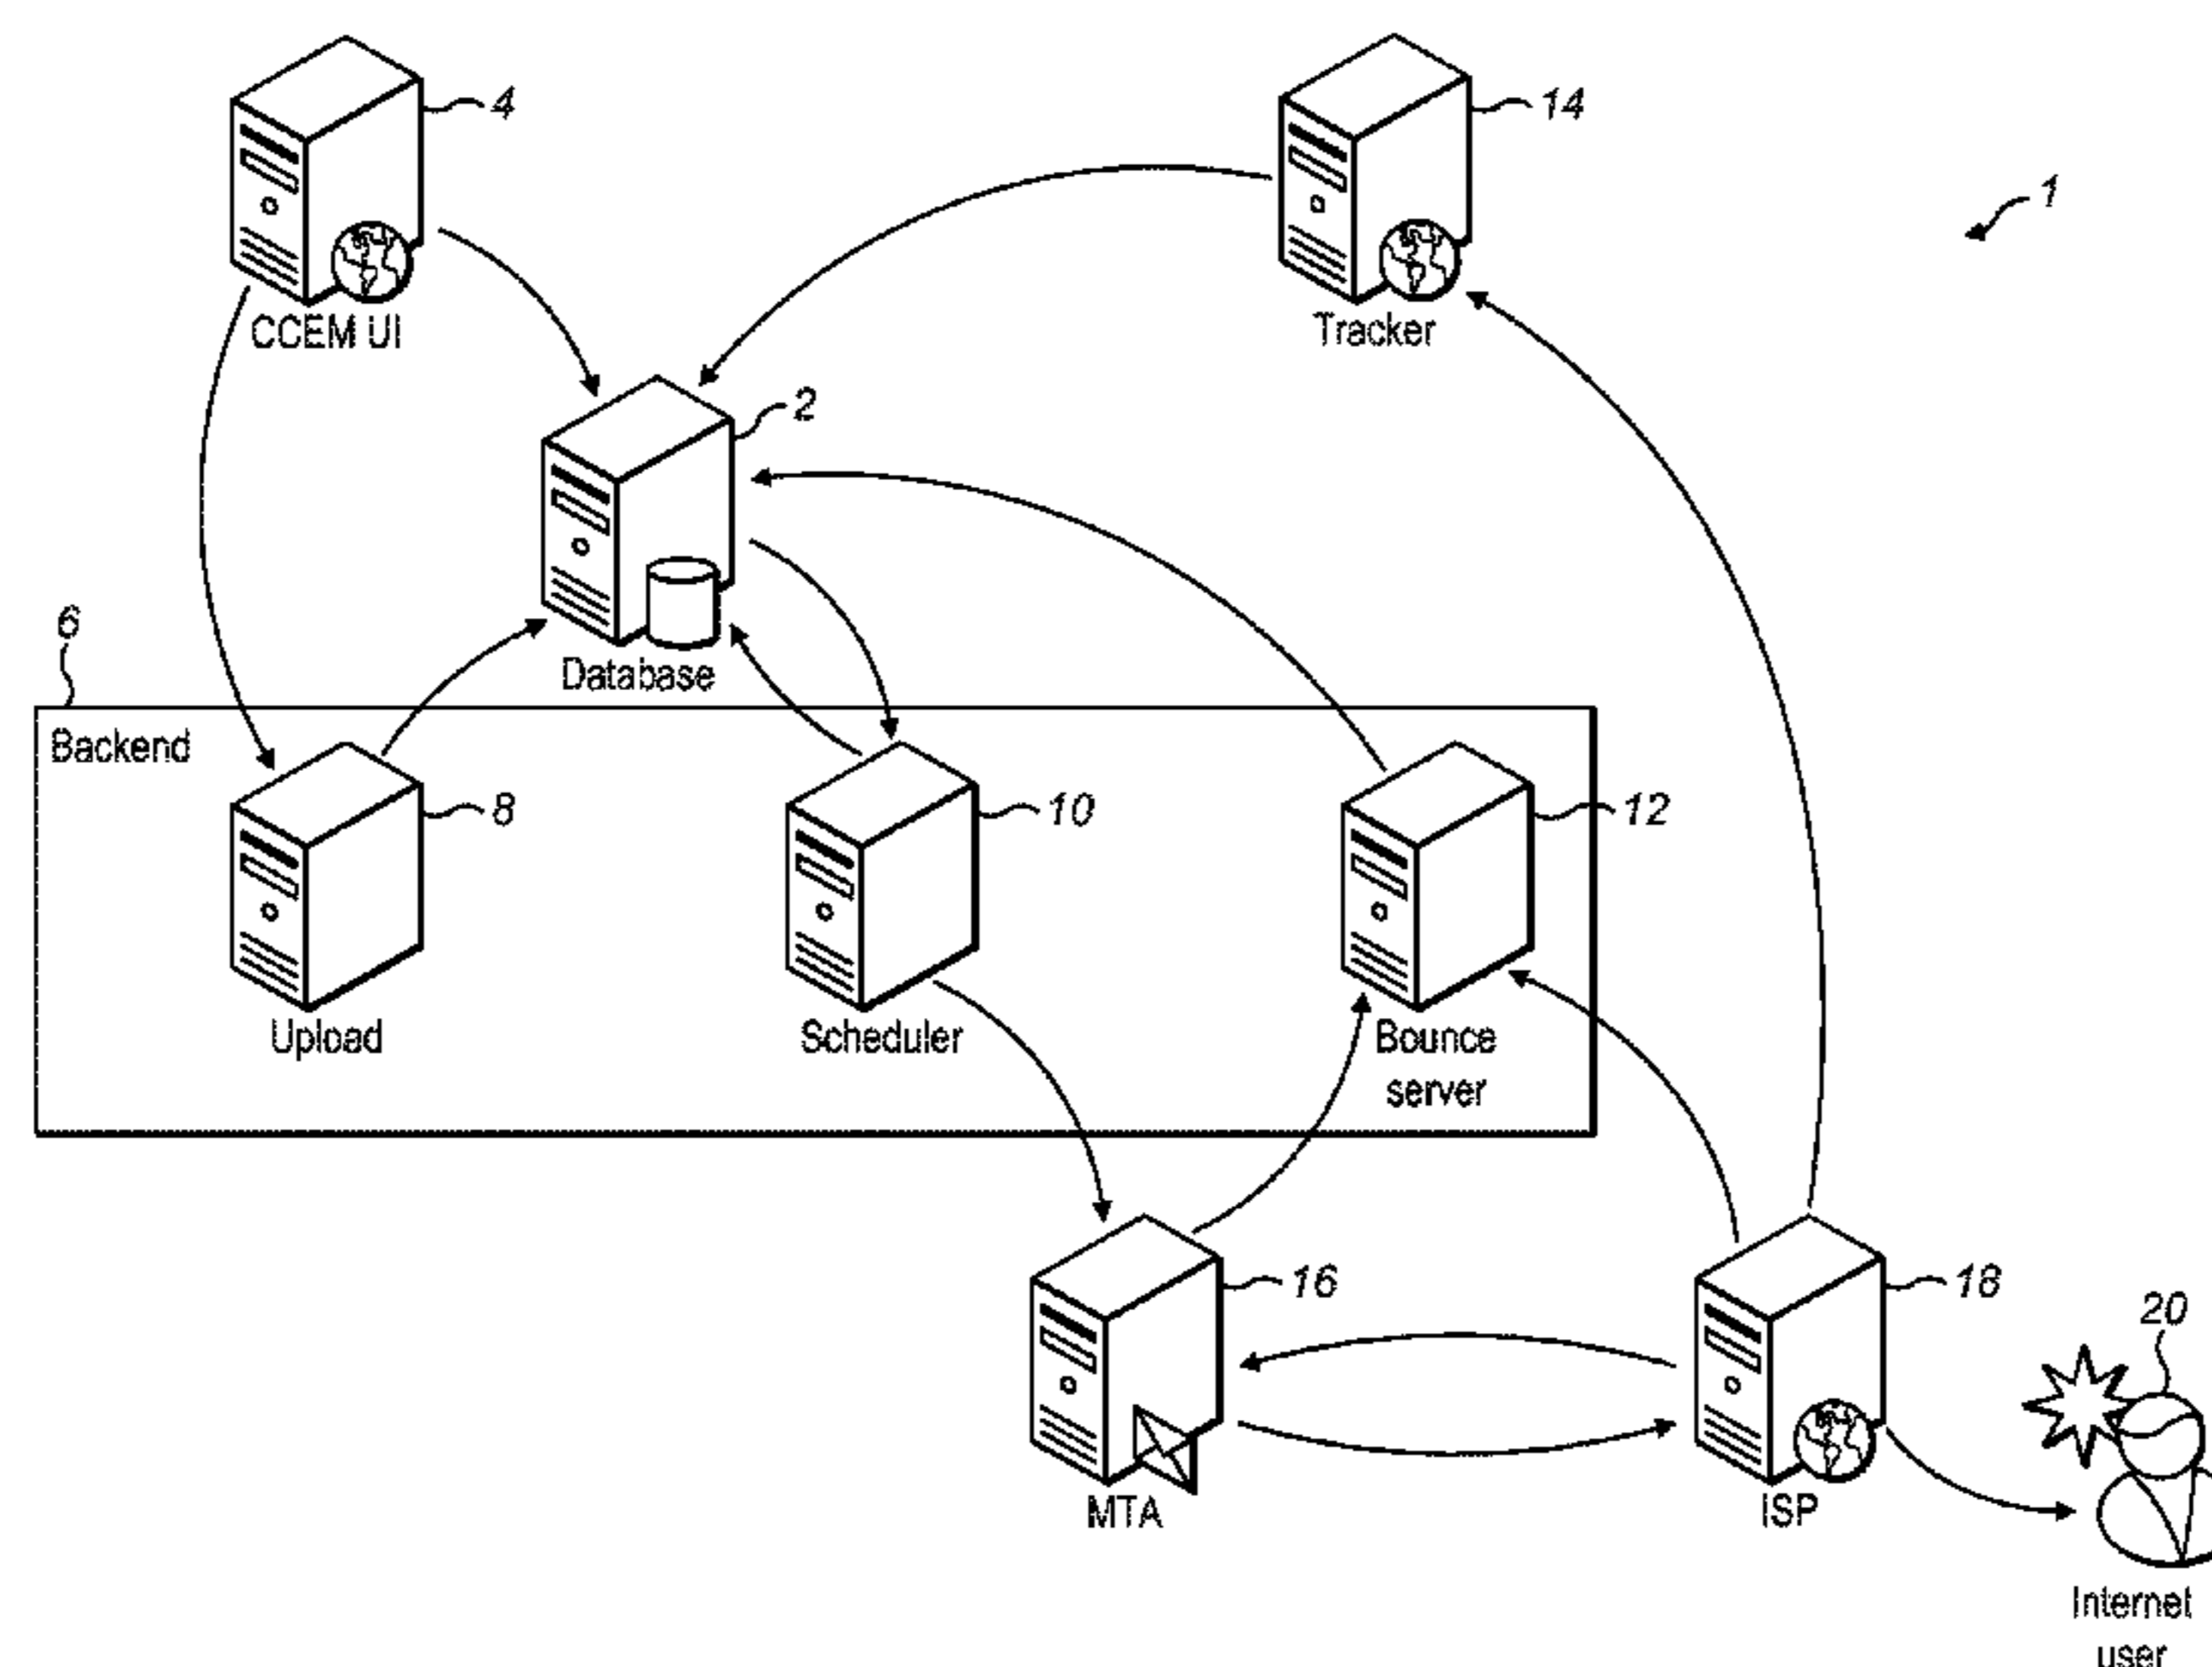 4
14
1
CCEM UI
Tracker
2
6
Database
Backend
8
10
12
Upload
Scheduler
Bounce
server
16
18
20
MTA
ISP
Internet
user